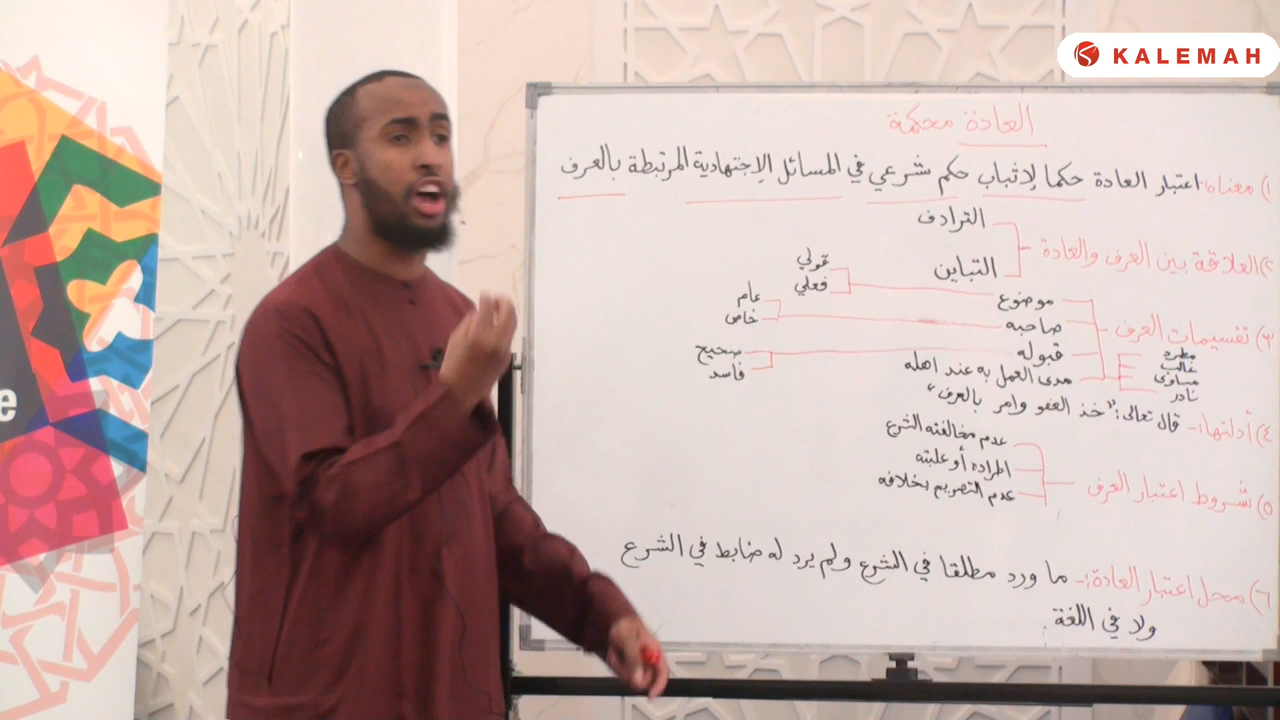 KALEMAH
العادة محكمة
١) معناه: اعتبار العادة حكما لإثبات حكم شرعي في المسائل الإجتهادية المرتبطة بالعرف
٢) العلاقة بين العرف والعادة
الترادف
التباين
٣) تقسيمات العرف
موضوع
قولي
فعلي
صاحبه
عام
خاص
قبوله
صحيح
فاسد
مدى العمل به عند اهله
مطرد
غالب
مساوي
نادر
٤) أدلتها:- قال تعالى: "خذ العفو وامر بالعرف"
٥) شروط اعتبار العرف
عدم مخالفته الشرع
اطراده أو غلبته
عدم التصريح بخلافه
٦) محل اعتبار العادة:- ما ورد مطلقا في الشرع ولم يرد له ضابط في الشرع
ولا في اللغة.
e